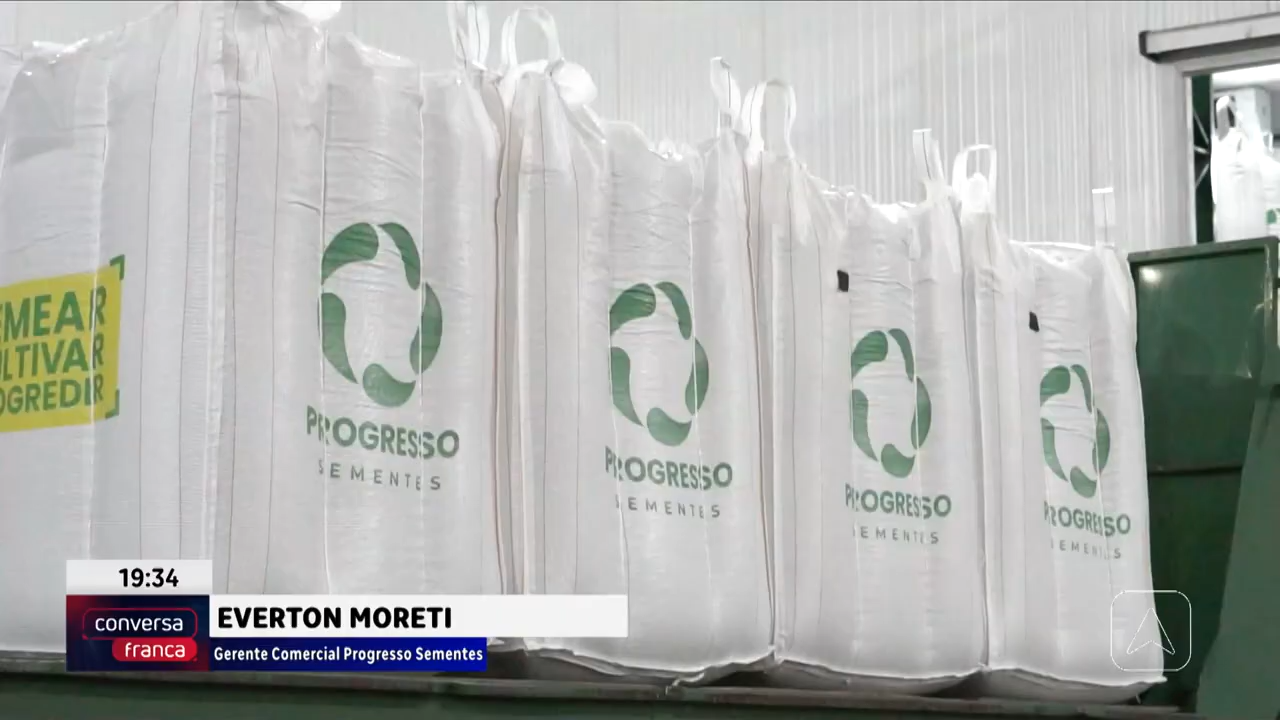 EMEAR
ULTIVAR
OGREDIR
PROGRESSO
SEMENTES
PROGRESSO
SEMENTES
PROGRESSO
SEMENTES
PROGRESSO
SEMENTES
19:34
conversa
franca
EVERTON MORETI
Gerente Comercial Progresso Sementes